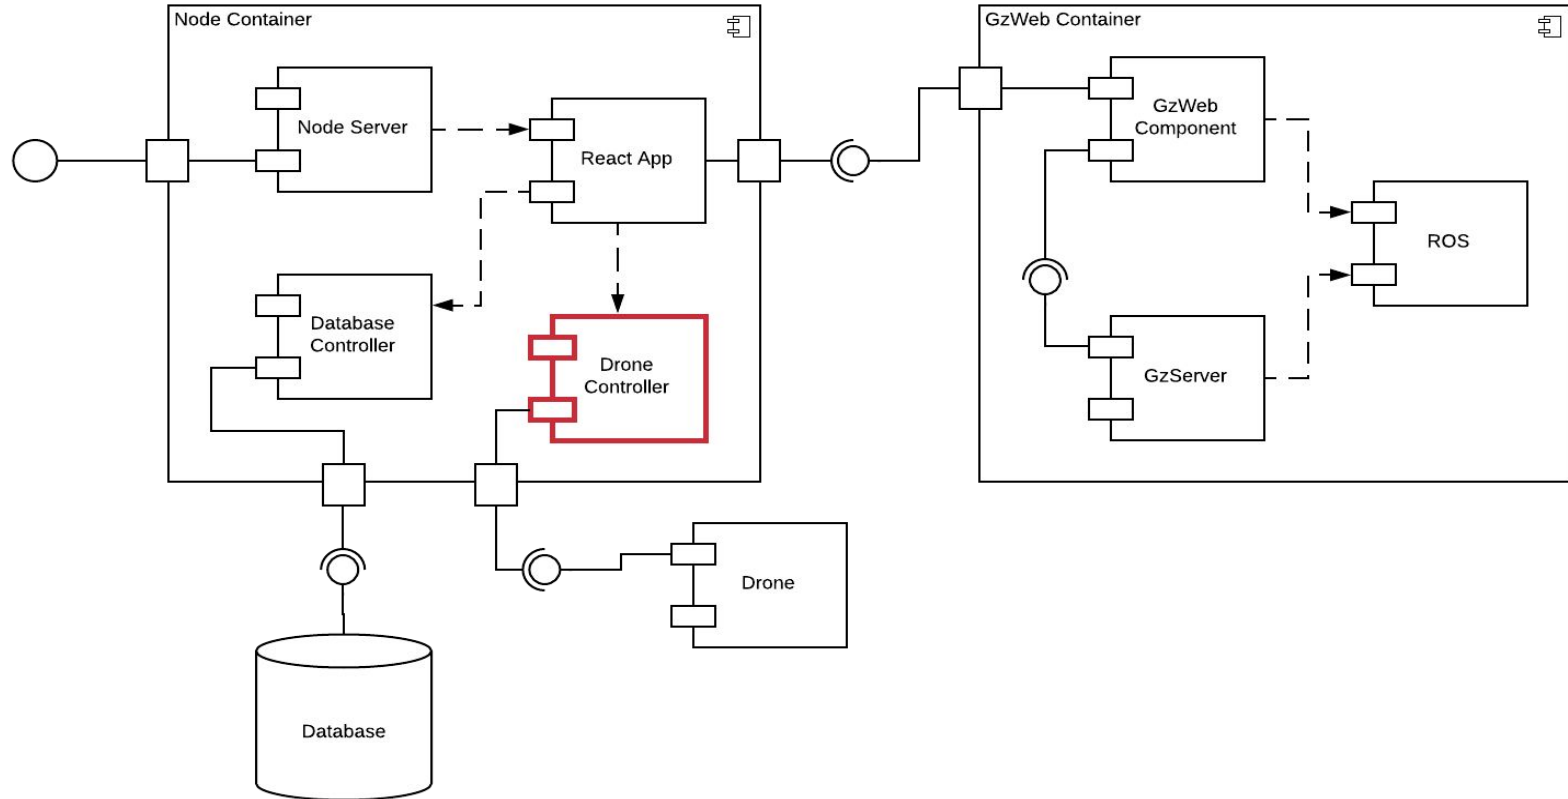 Node Container
GzWeb Container
Node Server
React App
GzWeb
Component
ROS
Database
Controller
Drone
Controller
GzServer
Drone
Database